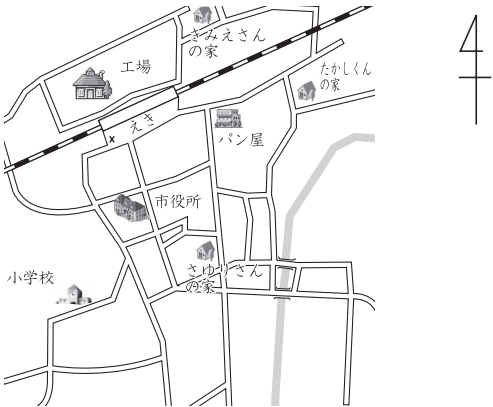 きみえさん
の家
工場
たかしくん
の家
えき
x
パン屋
市役所
さゆりさん
の家
小学校